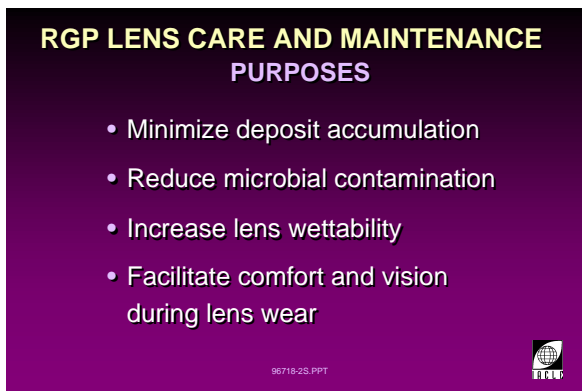 RGP LENS CARE AND MAINTENANCE
PURPOSES
• Minimize deposit accumulation
• Reduce microbial contamination
• Increase lens wettability
• Facilitate comfort and vision
during lens wear
96718-2S.PPT
IACLE